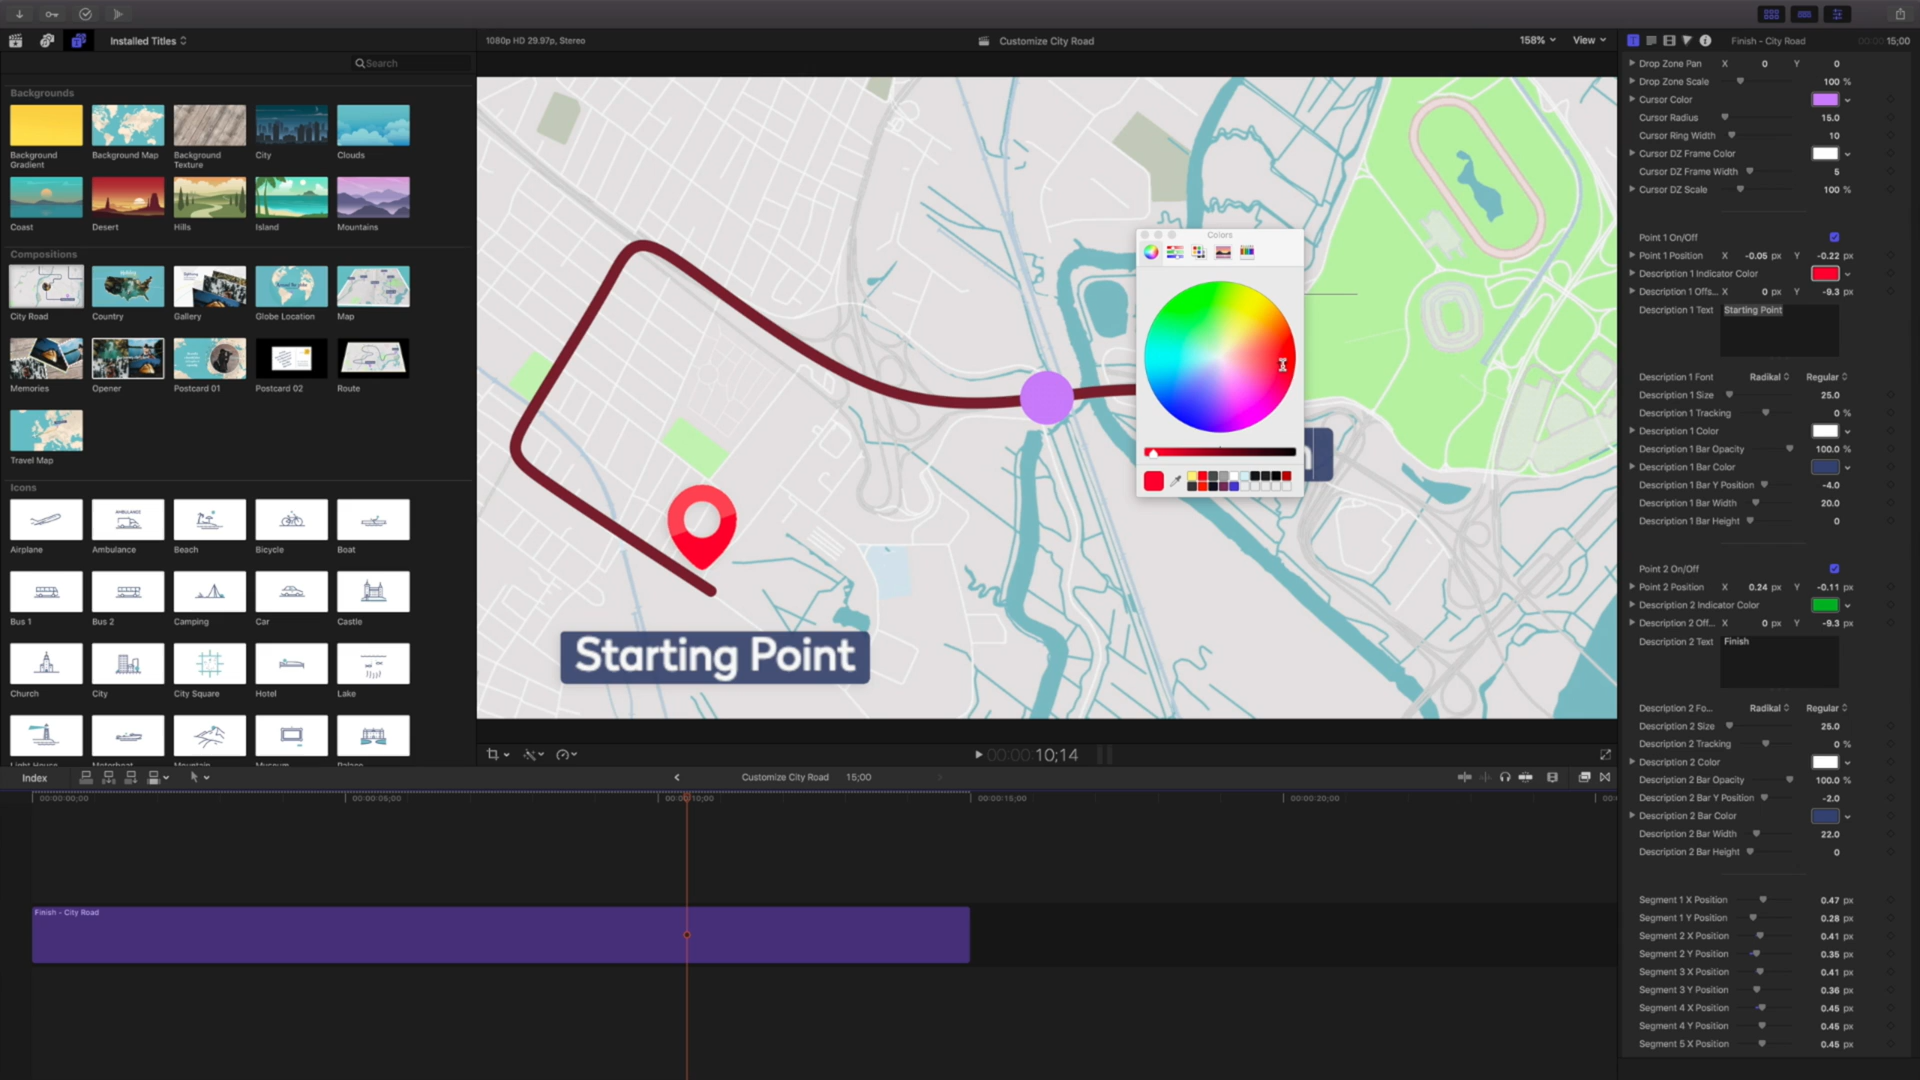 Installed Titles
1080p HD 29.97p, Stereo
Customize City Road
158%
View
Finish - City Road
15;00
Search
Backgrounds
Background Gradient
Background Map
Background Texture
City
Clouds
Coast
Desert
Hills
Island
Mountains
Compositions
City Road
Country
Gallery
Globe Location
Map
Memories
Opener
Postcard 01
Postcard 02
Route
Travel Map
Icons
Airplane
Ambulance
Beach
Bicycle
Boat
Bus 1
Bus 2
Camping
Car
Castle
Church
City
City Square
Hotel
Lake
Light House
Motorboat
Mountain
Museum
Palace
Colors
Starting Point
00:00:10;14
Drop Zone Pan X 0 Y 0
Drop Zone Scale 100 %
Cursor Color
Cursor Radius 15.0
Cursor Ring Width 10
Cursor DZ Frame Color
Cursor DZ Frame Width 5
Cursor DZ Scale 100 %
Point 1 On/Off
Point 1 Position X -0.05 px Y -0.22 px
Description 1 Indicator Color
Description 1 Offs... X 0 px Y -9.3 px
Description 1 Text Starting Point
Description 1 Font Radikal Regular
Description 1 Size 25.0
Description 1 Tracking 0 %
Description 1 Color
Description 1 Bar Opacity 100.0 %
Description 1 Bar Color
Description 1 Bar Y Position -4.0
Description 1 Bar Width 20.0
Description 1 Bar Height 0
Point 2 On/Off
Point 2 Position X 0.24 px Y -0.11 px
Description 2 Indicator Color
Description 2 Off... X 0 px Y -9.3 px
Description 2 Text Finish
Description 2 Fo... Radikal Regular
Description 2 Size 25.0
Description 2 Tracking 0 %
Description 2 Color
Description 2 Bar Opacity 100.0 %
Description 2 Bar Y Position -2.0
Description 2 Bar Color
Description 2 Bar Width 22.0
Description 2 Bar Height 0
Segment 1 X Position 0.47 px
Segment 1 Y Position 0.28 px
Segment 2 X Position 0.41 px
Segment 2 Y Position 0.35 px
Segment 3 X Position 0.41 px
Segment 3 Y Position 0.36 px
Segment 4 X Position 0.45 px
Segment 4 Y Position 0.45 px
Segment 5 X Position 0.45 px
Index
Customize City Road 15;00
00:00:00;00
00:00:05;00
00:00:10;00
00:00:15;00
00:00:20;00
Finish - City Road